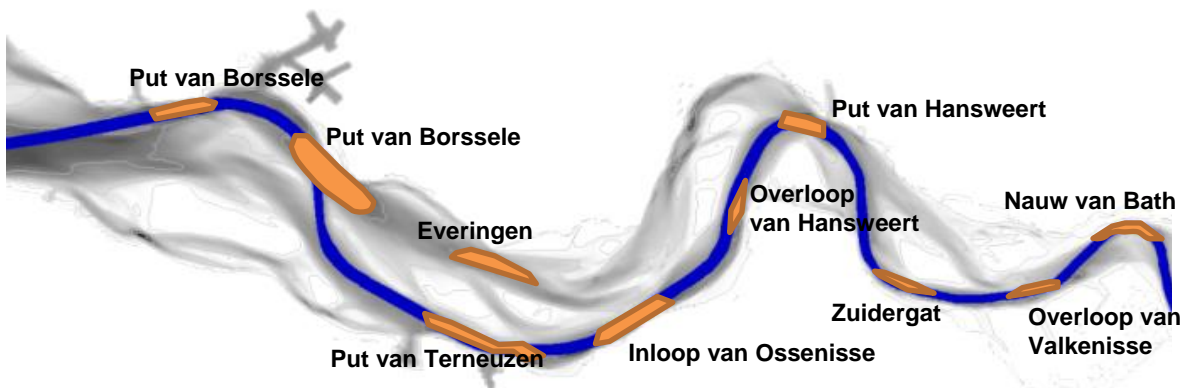 Put van Borssele
Put van Borssele
Everingen
Put van Terneuzen
Inloop van Ossenisse
Put van Hansweert
Overloop
van Hansweert
Nauw van Bath
Zuidergat
Overloop van
Valkenisse